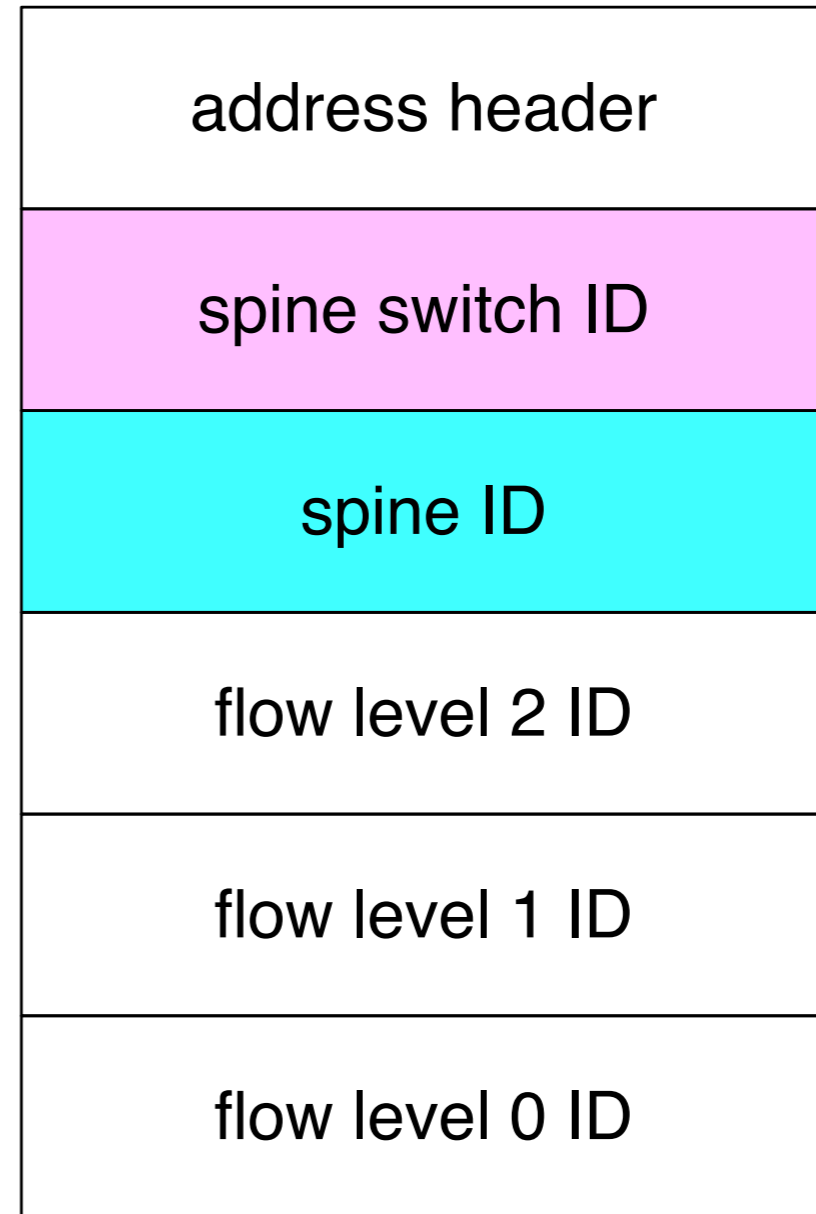 address header
spine switch ID
spine ID
flow level 2 ID
flow level 1 ID
flow level 0 ID